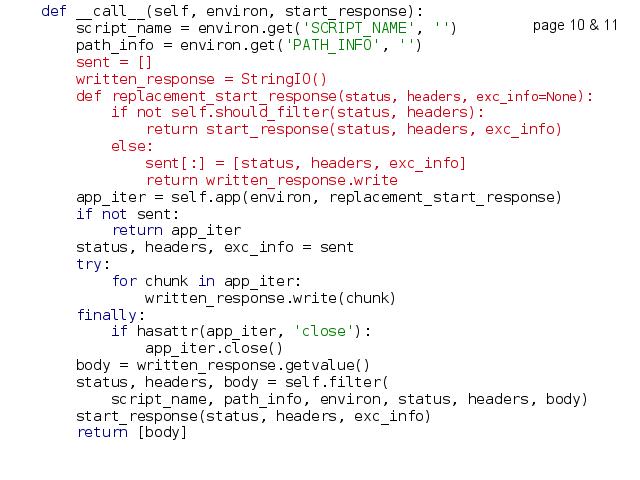 def __call__(self, environ, start_response):
    script_name = environ.get('SCRIPT_NAME', '')
page 10 & 11
    path_info = environ.get('PATH_INFO', '')
    sent = []
    written_response = StringIO()
    def replacement_start_response(status, headers, exc_info=None):
        if not self.should_filter(status, headers):
            return start_response(status, headers, exc_info)
        else:
            sent[:] = [status, headers, exc_info]
            return written_response.write
    app_iter = self.app(environ, replacement_start_response)
    if not sent:
        return app_iter
    status, headers, exc_info = sent
    try:
        for chunk in app_iter:
            written_response.write(chunk)
    finally:
        if hasattr(app_iter, 'close'):
            app_iter.close()
    body = written_response.getvalue()
    status, headers, body = self.filter(
        script_name, path_info, environ, status, headers, body)
    start_response(status, headers, exc_info)
    return [body]